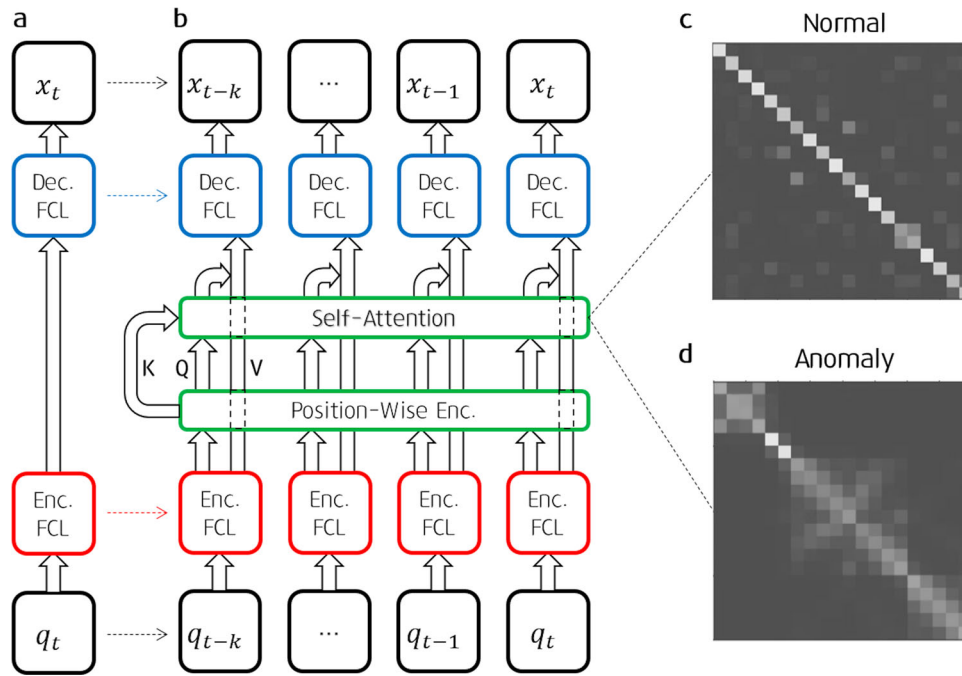 a
b
c
Normal
x_t
x_{t-k}
...
x_{t-1}
x_t
Dec.
FCL
Dec.
FCL
Dec.
FCL
Dec.
FCL
Dec.
FCL
Self-Attention
d
Anomaly
K Q V
Position-Wise Enc.
Enc.
FCL
Enc.
FCL
Enc.
FCL
Enc.
FCL
Enc.
FCL
q_t
q_{t-k}
...
q_{t-1}
q_t